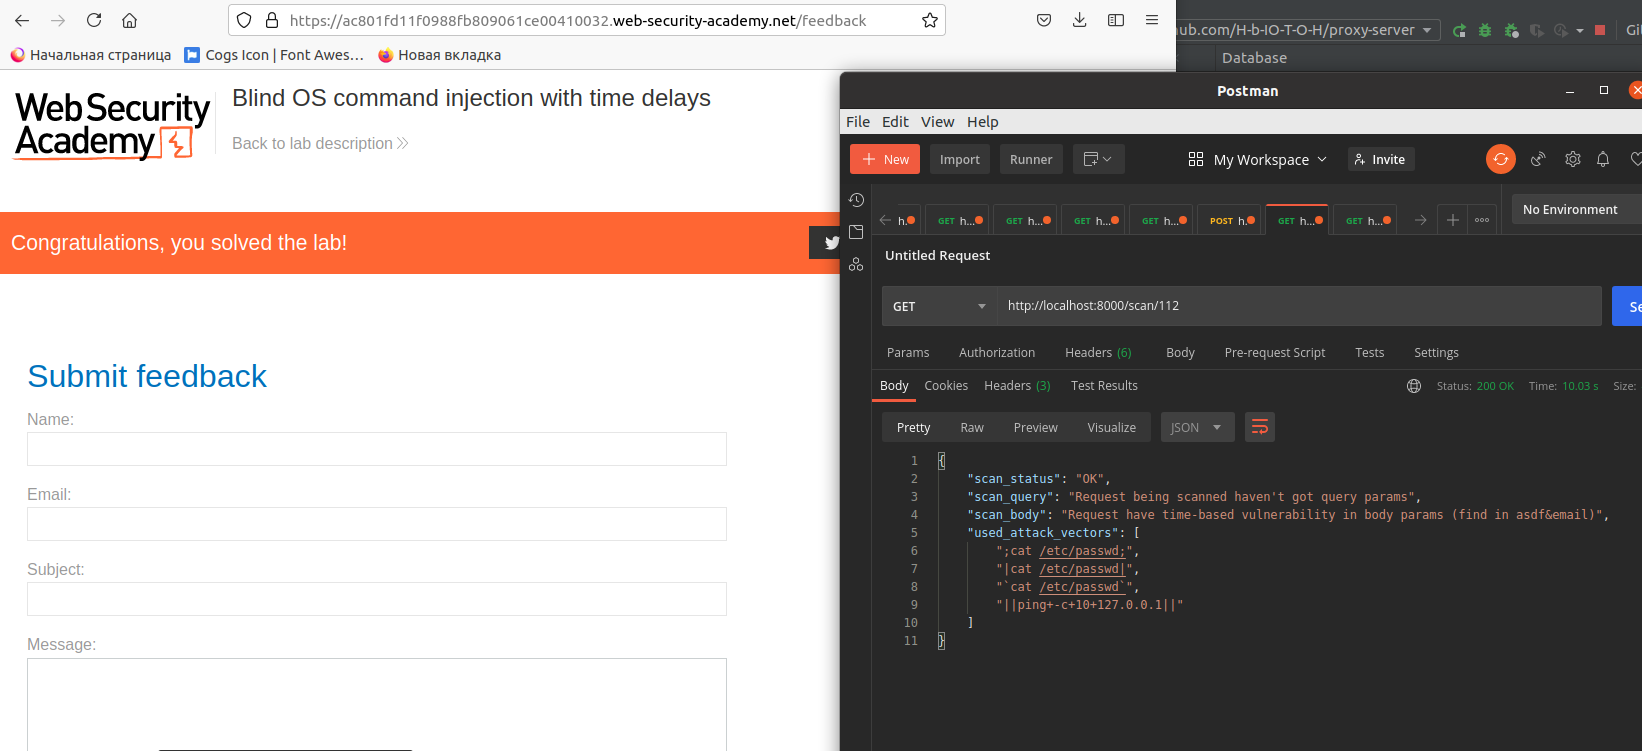 https://ac801fd11f0988fb809061ce00410032.web-security-academy.net/feedback
Начальная страница
Cogs Icon | Font Awes…
Новая вкладка
Web Security
Academy
Blind OS command injection with time delays
Back to lab description
Congratulations, you solved the lab!
Submit feedback
Name:
Email:
Subject:
Message:
ub.com/H-b-IO-T-O-H/proxy-server
Gi
Database
Postman
File Edit View Help
New
Import
Runner
My Workspace
Invite
h.
GET h...
GET h...
GET h...
GET h...
POST h.
GET h...
GET h...
No Environment
Untitled Request
GET
http://localhost:8000/scan/112
Se
Params Authorization Headers (6) Body Pre-request Script Tests Settings
Body Cookies Headers (3) Test Results
Status: 200 OK Time: 10.03 s Size:
Pretty Raw Preview Visualize JSON
1 {
2 "scan_status": "OK",
3 "scan_query": "Request being scanned haven't got query params",
4 "scan_body": "Request have time-based vulnerability in body params (find in asdf&email)",
5 "used_attack_vectors": [
6 ";cat /etc/passwd;",
7 "|cat /etc/passwd|",
8 "`cat /etc/passwd`",
9 "||ping+-c+10+127.0.0.1||"
10 ]
11 }